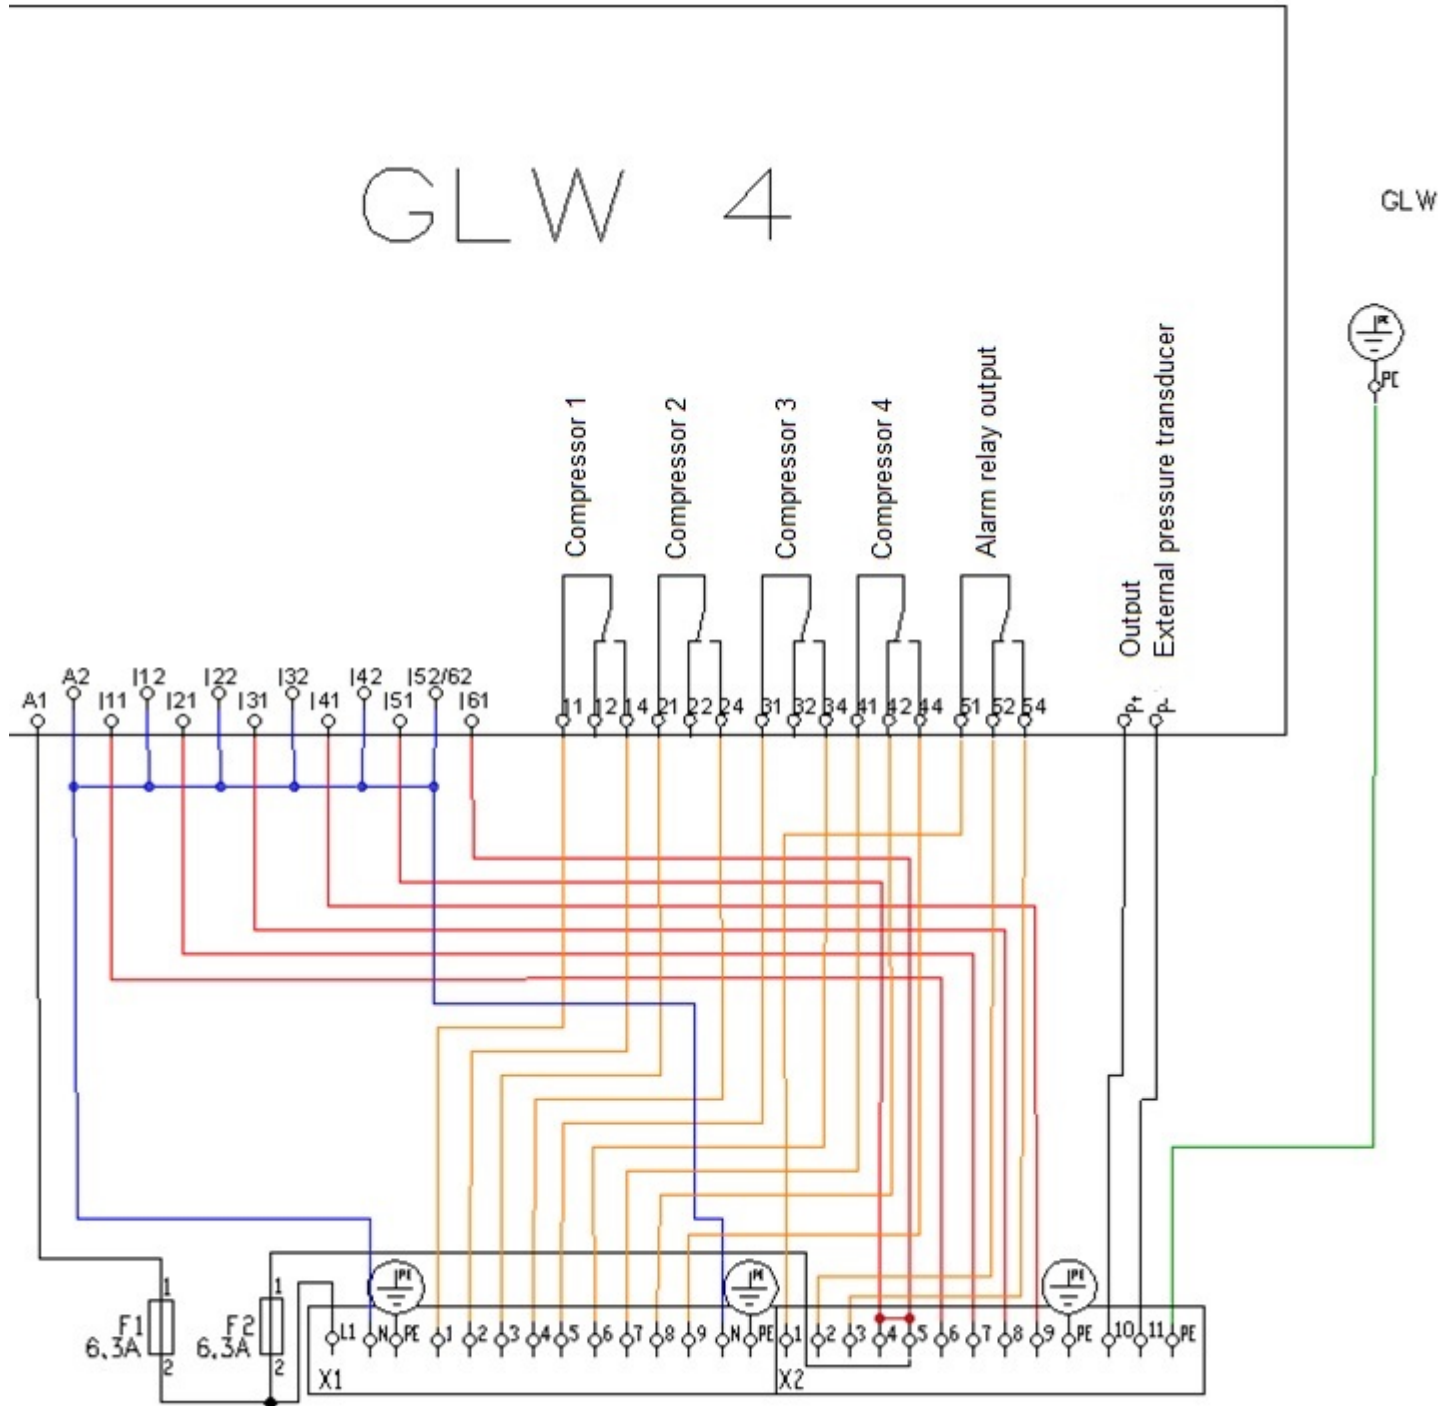 GLW 4
GLW
PE
PE
Compressor 1
Compressor 2
Compressor 3
Compressor 4
Alarm relay output
Output
External pressure transducer
A2 I12 I22 I32 I42 I52/62
A1 I11 I21 I31 I41 I51 I61
11 12 14 21 22 24 31 32 34 41 42 44 51 52 54 P+ P-
PE PE PE
1 1
F1 F2
6.3A 6.3A
2 2
L1 N PE 1 2 3 4 5 6 7 8 9 N PE 1 2 3 4 5 6 7 8 9 PE 10 11 PE
X1 X2